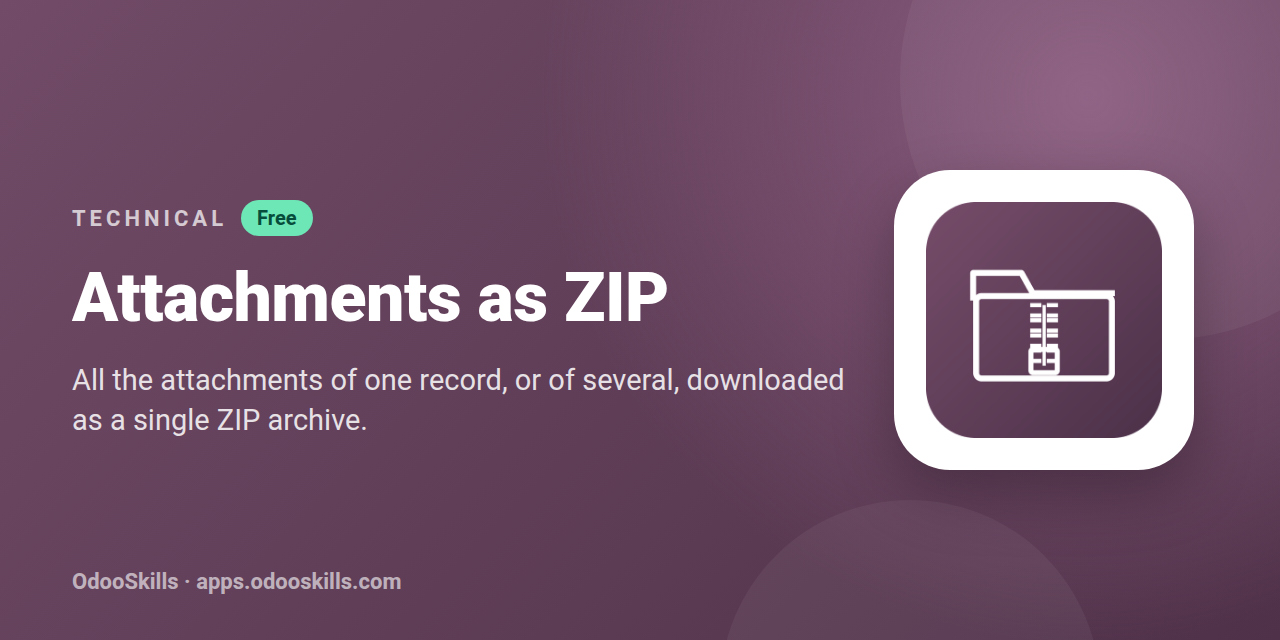 TECHNICAL Free
Attachments as ZIP
All the attachments of one record, or of several, downloaded
as a single ZIP archive.
OdooSkills · apps.odooskills.com